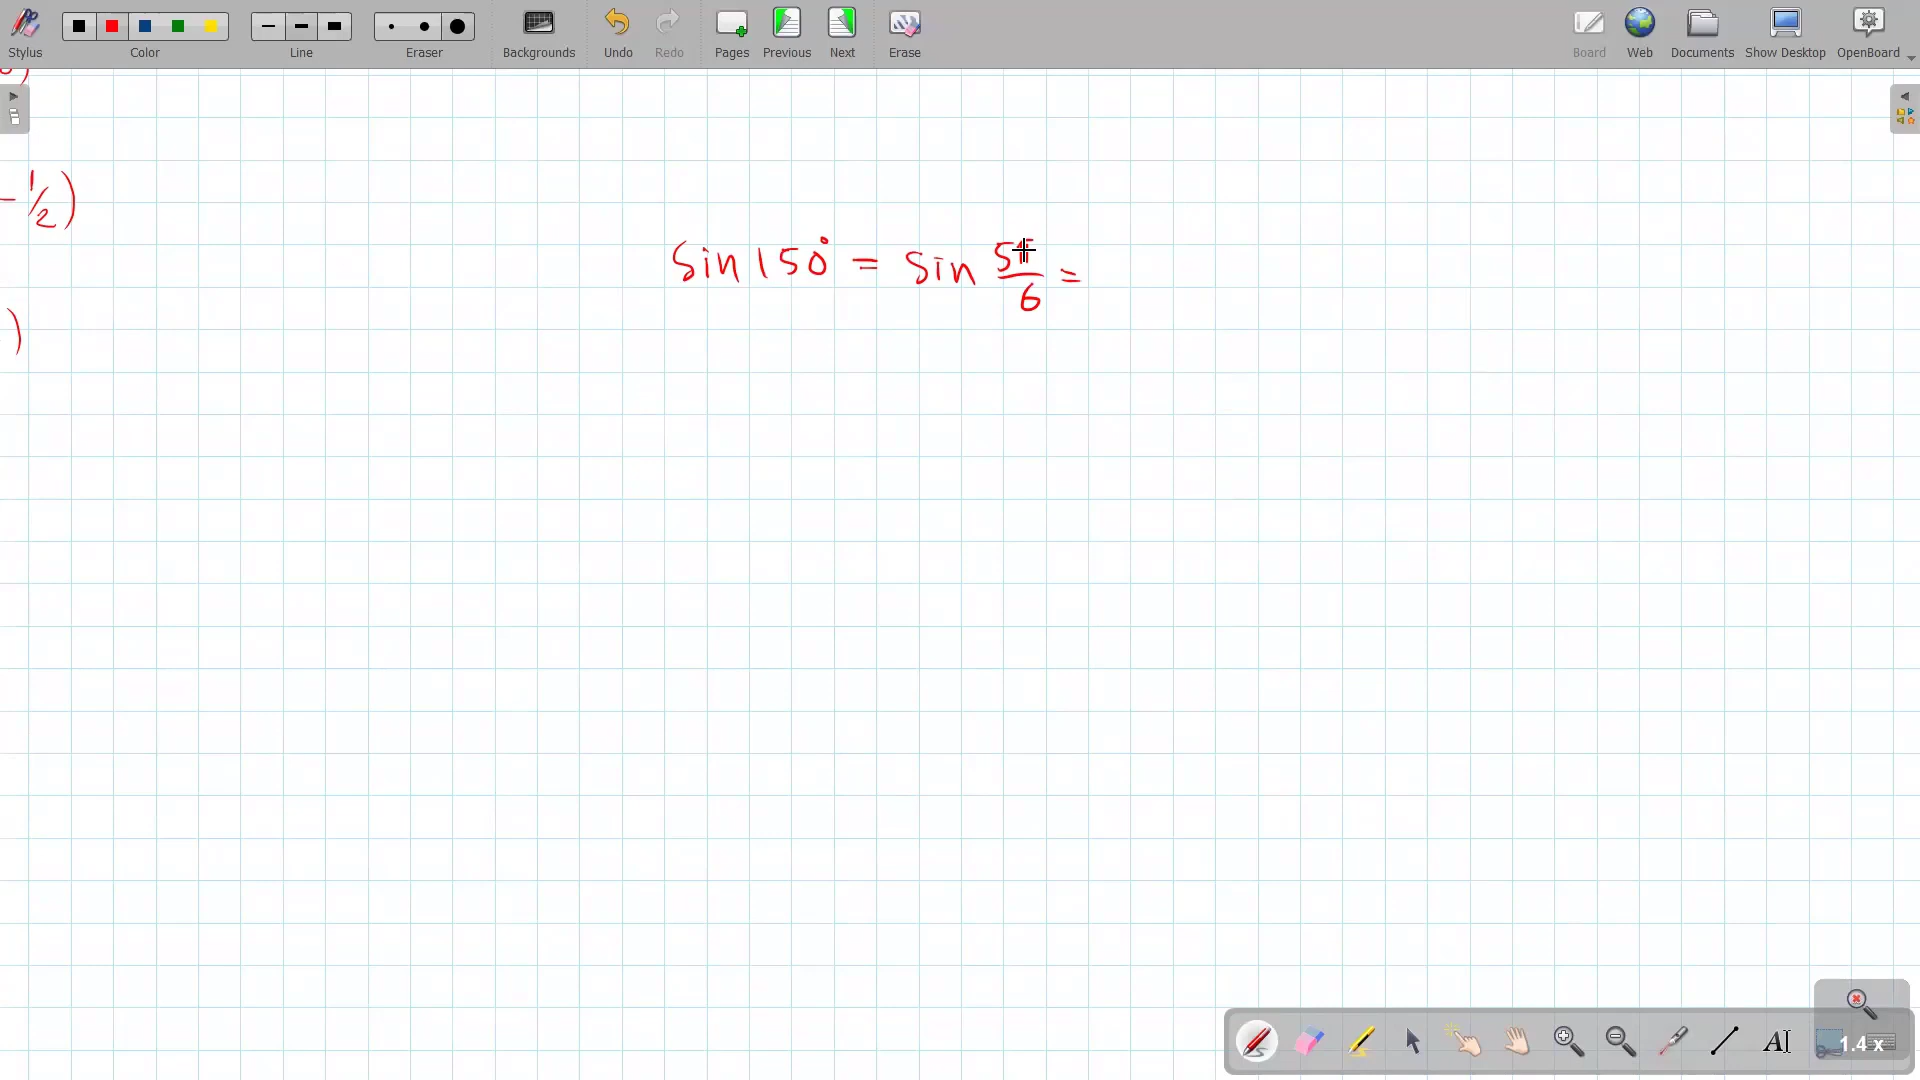 Stylus
Color
Line
Eraser
Backgrounds
Undo
Redo
Pages
Previous
Next
Erase
Board
Web
Documents
Show Desktop
OpenBoard
- 1/2)
)
sin 150° = sin 5π/6 =
1.4 x